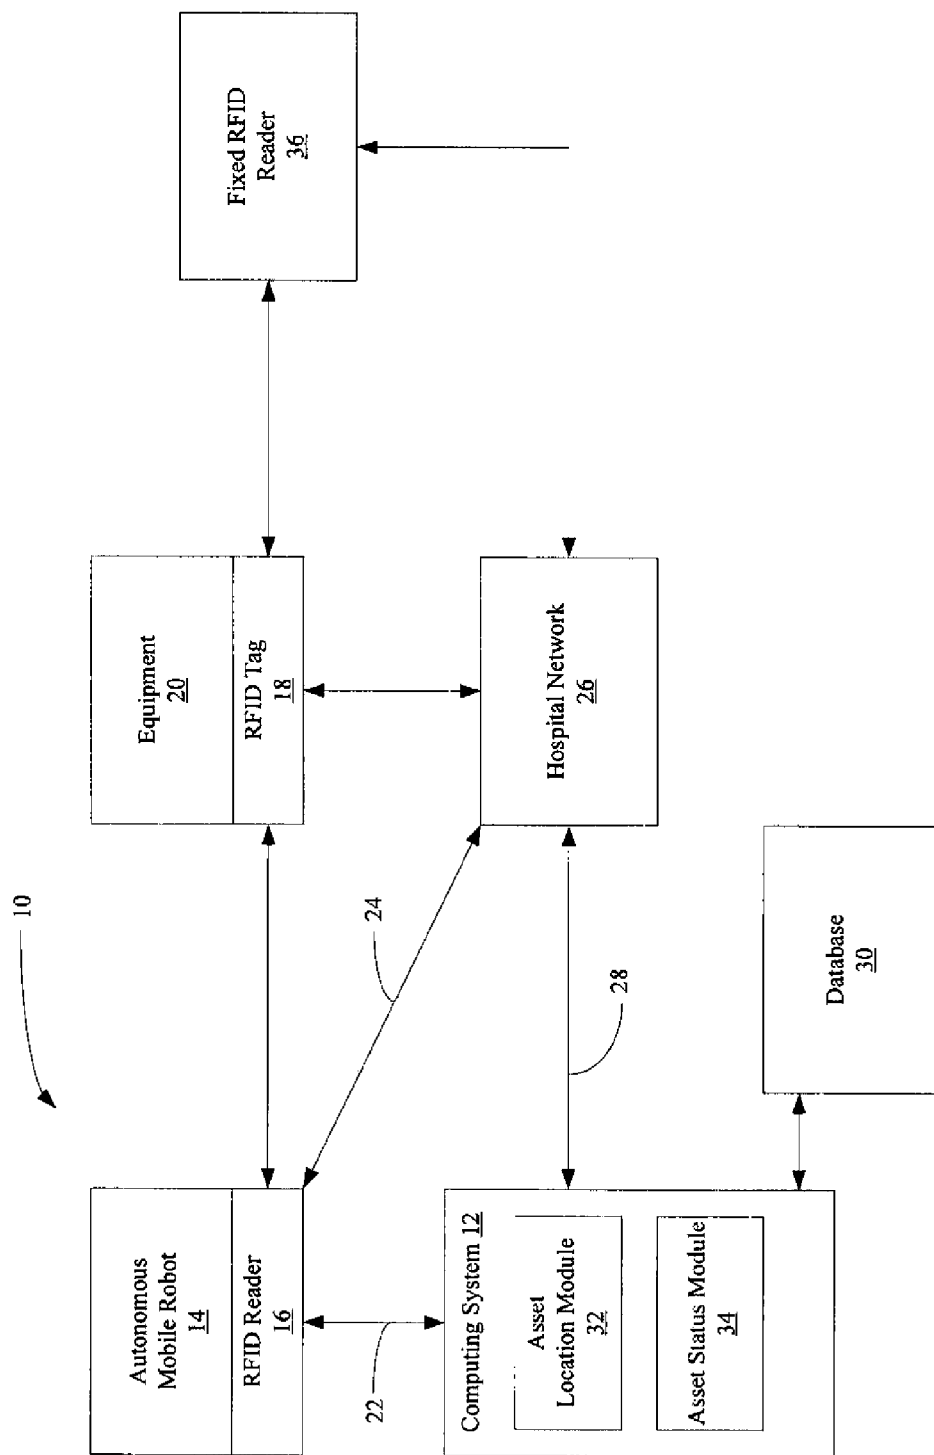 10
Autonomous
Mobile Robot
14
RFID Reader
16
Equipment
20
RFID Tag
18
Fixed RFID
Reader
36
22
24
Computing System 12
Asset
Location Module
32
Asset Status Module
34
28
Hospital Network
26
Database
30